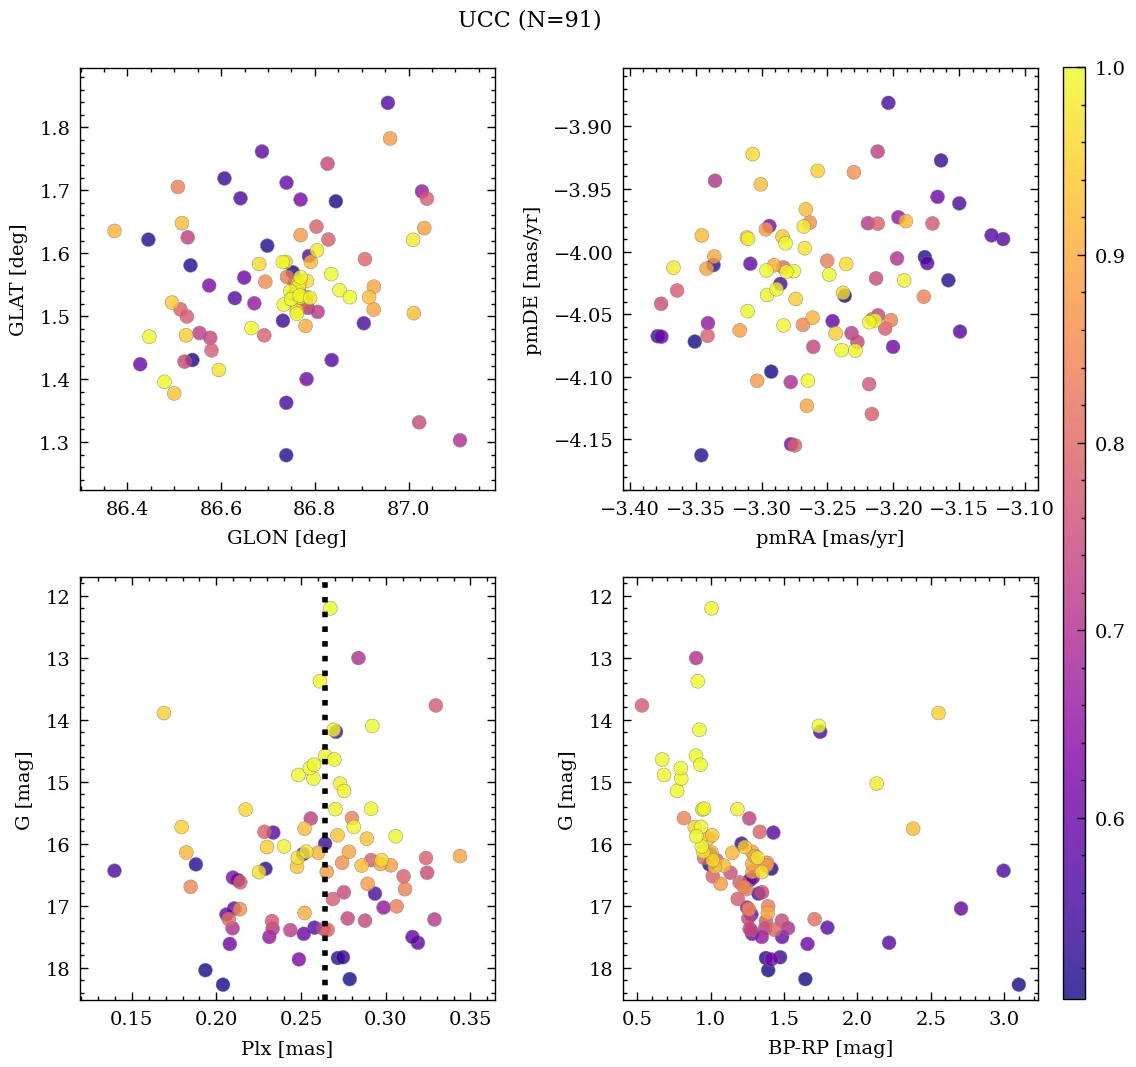 UCC (N=91)
1.8
1.7
1.6
1.5
1.4
1.3
GLAT [deg]
86.4 86.6 86.8 87.0
GLON [deg]
−3.90
−3.95
−4.00
−4.05
−4.10
−4.15
pmDE [mas/yr]
−3.40 −3.35 −3.30 −3.25 −3.20 −3.15 −3.10
pmRA [mas/yr]
12
13
14
15
16
17
18
G [mag]
0.15 0.20 0.25 0.30 0.35
Plx [mas]
12
13
14
15
16
17
18
G [mag]
0.5 1.0 1.5 2.0 2.5 3.0
BP-RP [mag]
1.0
0.9
0.8
0.7
0.6